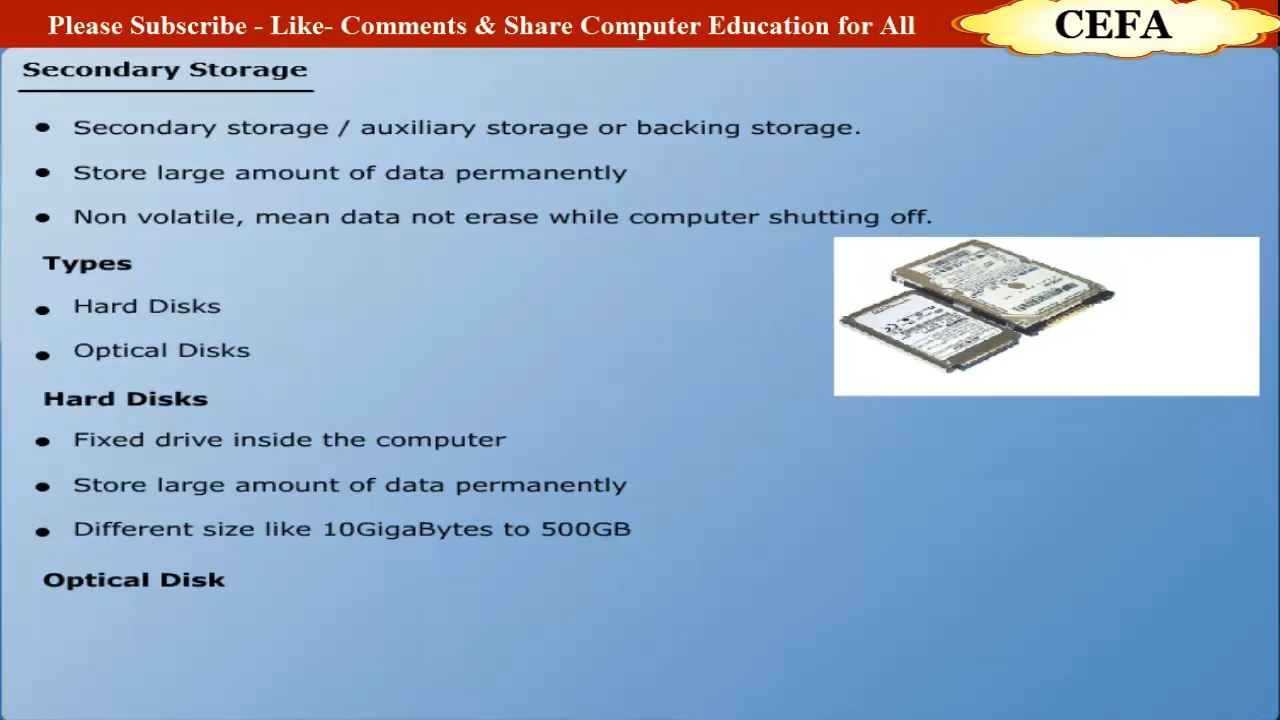 Please Subscribe - Like- Comments & Share Computer Education for All
CEFA
Secondary Storage
Secondary storage / auxiliary storage or backing storage.
Store large amount of data permanently
Non volatile, mean data not erase while computer shutting off.
Types
Hard Disks
Optical Disks
Hard Disks
Fixed drive inside the computer
Store large amount of data permanently
Different size like 10GigaBytes to 500GB
Optical Disk